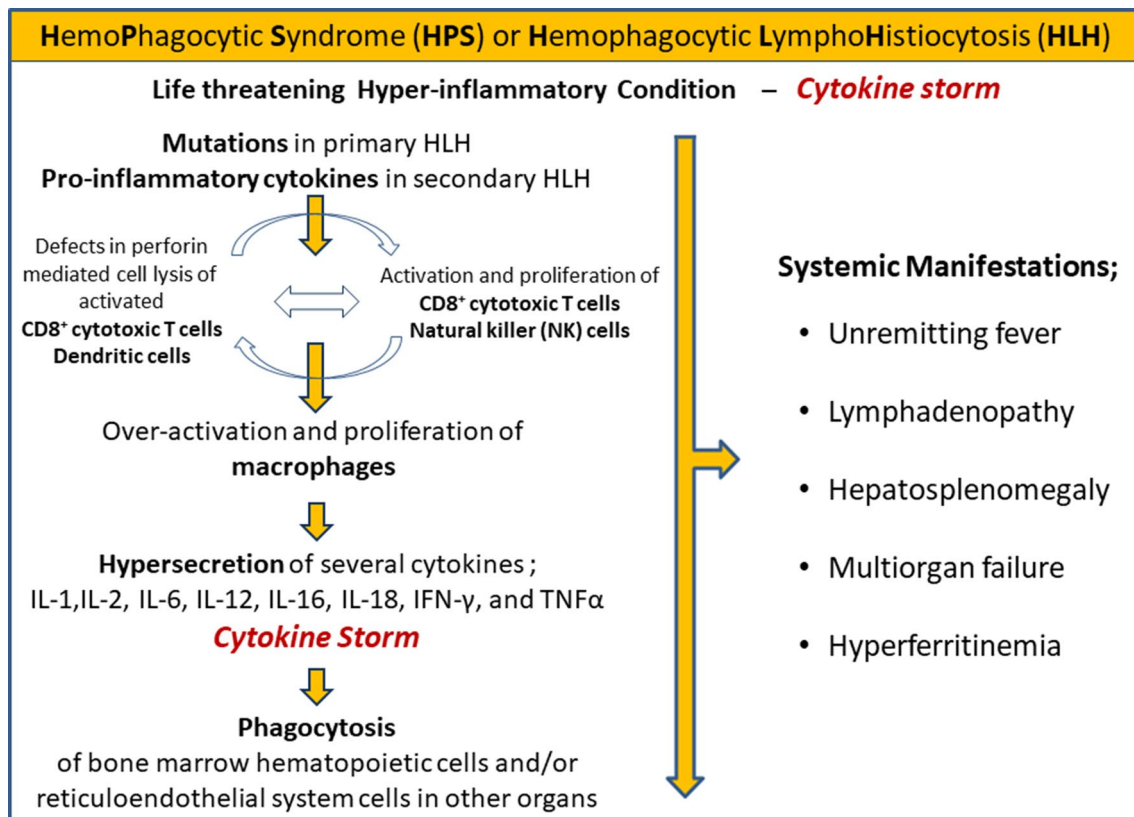 HemoPhagocytic Syndrome (HPS) or Hemophagocytic LymphoHistiocytosis (HLH)
Life threatening Hyper-inflammatory Condition – Cytokine storm
Mutations in primary HLH
Pro-inflammatory cytokines in secondary HLH
Defects in perforin
mediated cell lysis of
activated
CD8⁺ cytotoxic T cells
Dendritic cells
Activation and proliferation of
CD8⁺ cytotoxic T cells
Natural killer (NK) cells
Over-activation and proliferation of
macrophages
Hypersecretion of several cytokines ;
IL-1,IL-2, IL-6, IL-12, IL-16, IL-18, IFN-γ, and TNFα
Cytokine Storm
Phagocytosis
of bone marrow hematopoietic cells and/or
reticuloendothelial system cells in other organs
Systemic Manifestations;
• Unremitting fever
• Lymphadenopathy
• Hepatosplenomegaly
• Multiorgan failure
• Hyperferritinemia